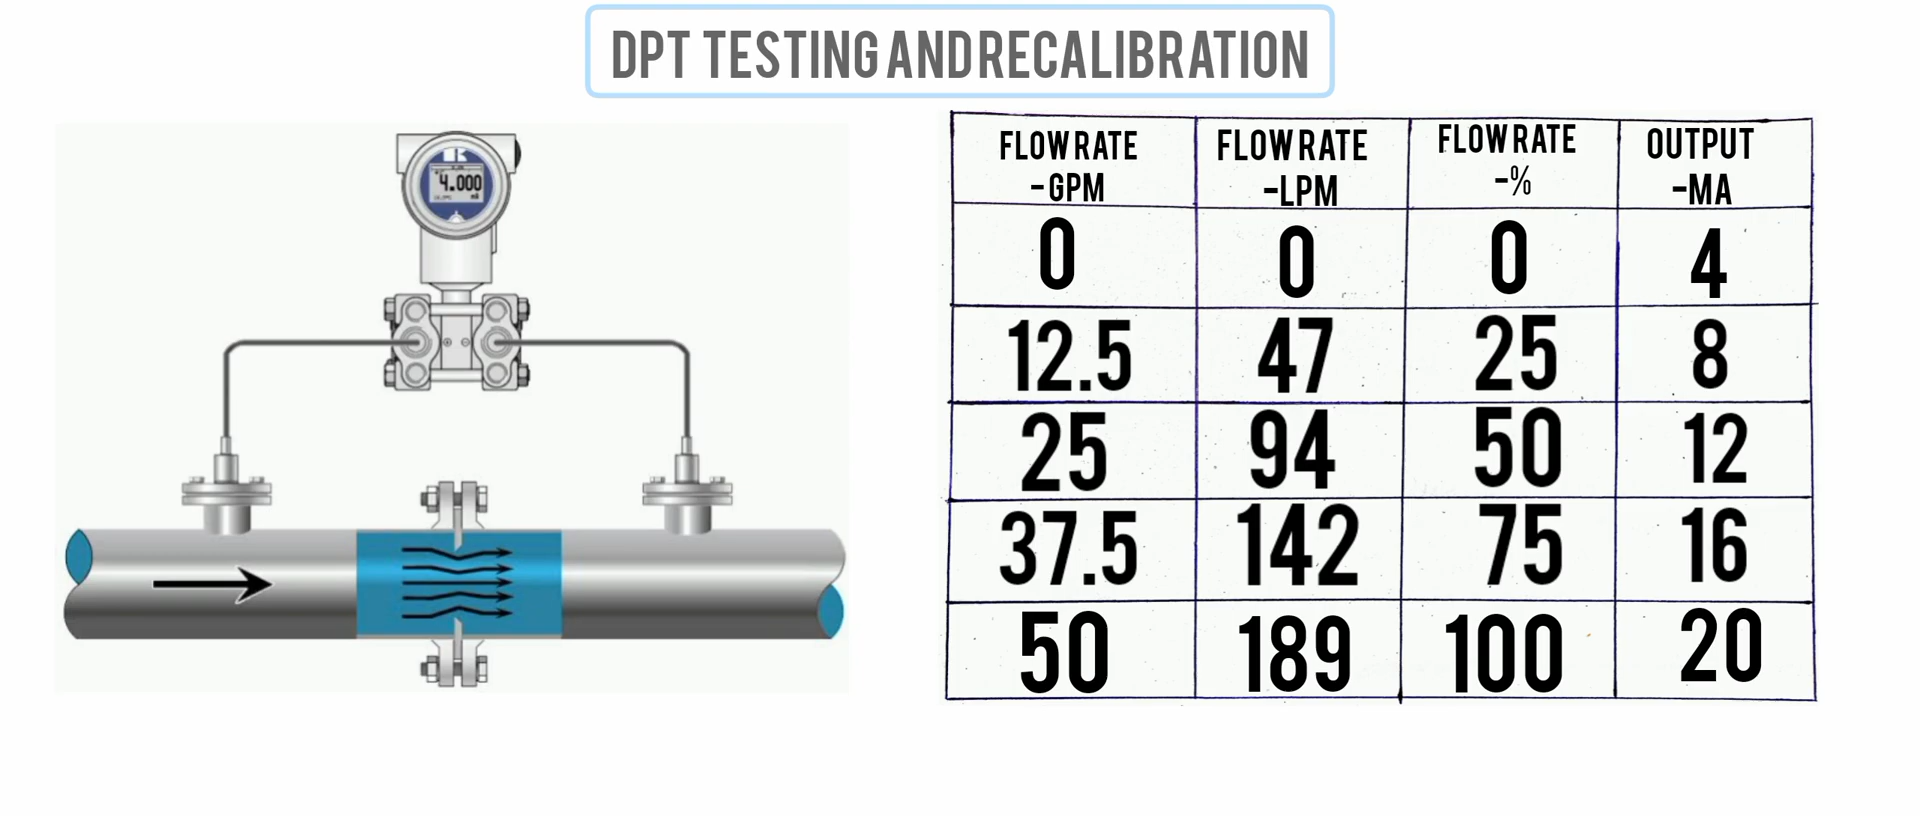 DPT TESTING AND RECALIBRATION
4.000
mA
FLOW RATE FLOW RATE FLOW RATE OUTPUT
-GPM -LPM -% -MA
0 0 0 4
12.5 47 25 8
25 94 50 12
37.5 142 75 16
50 189 100 20